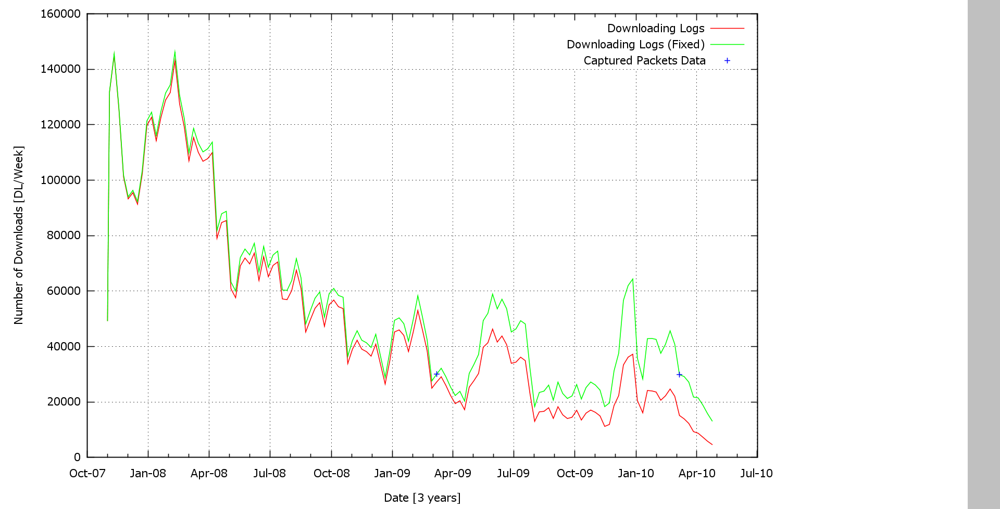 Downloading Logs
Downloading Logs (Fixed)
Captured Packets Data
Number of Downloads [DL/Week]
160000
140000
120000
100000
80000
60000
40000
20000
0
Oct-07 Jan-08 Apr-08 Jul-08 Oct-08 Jan-09 Apr-09 Jul-09 Oct-09 Jan-10 Apr-10 Jul-10
Date [3 years]